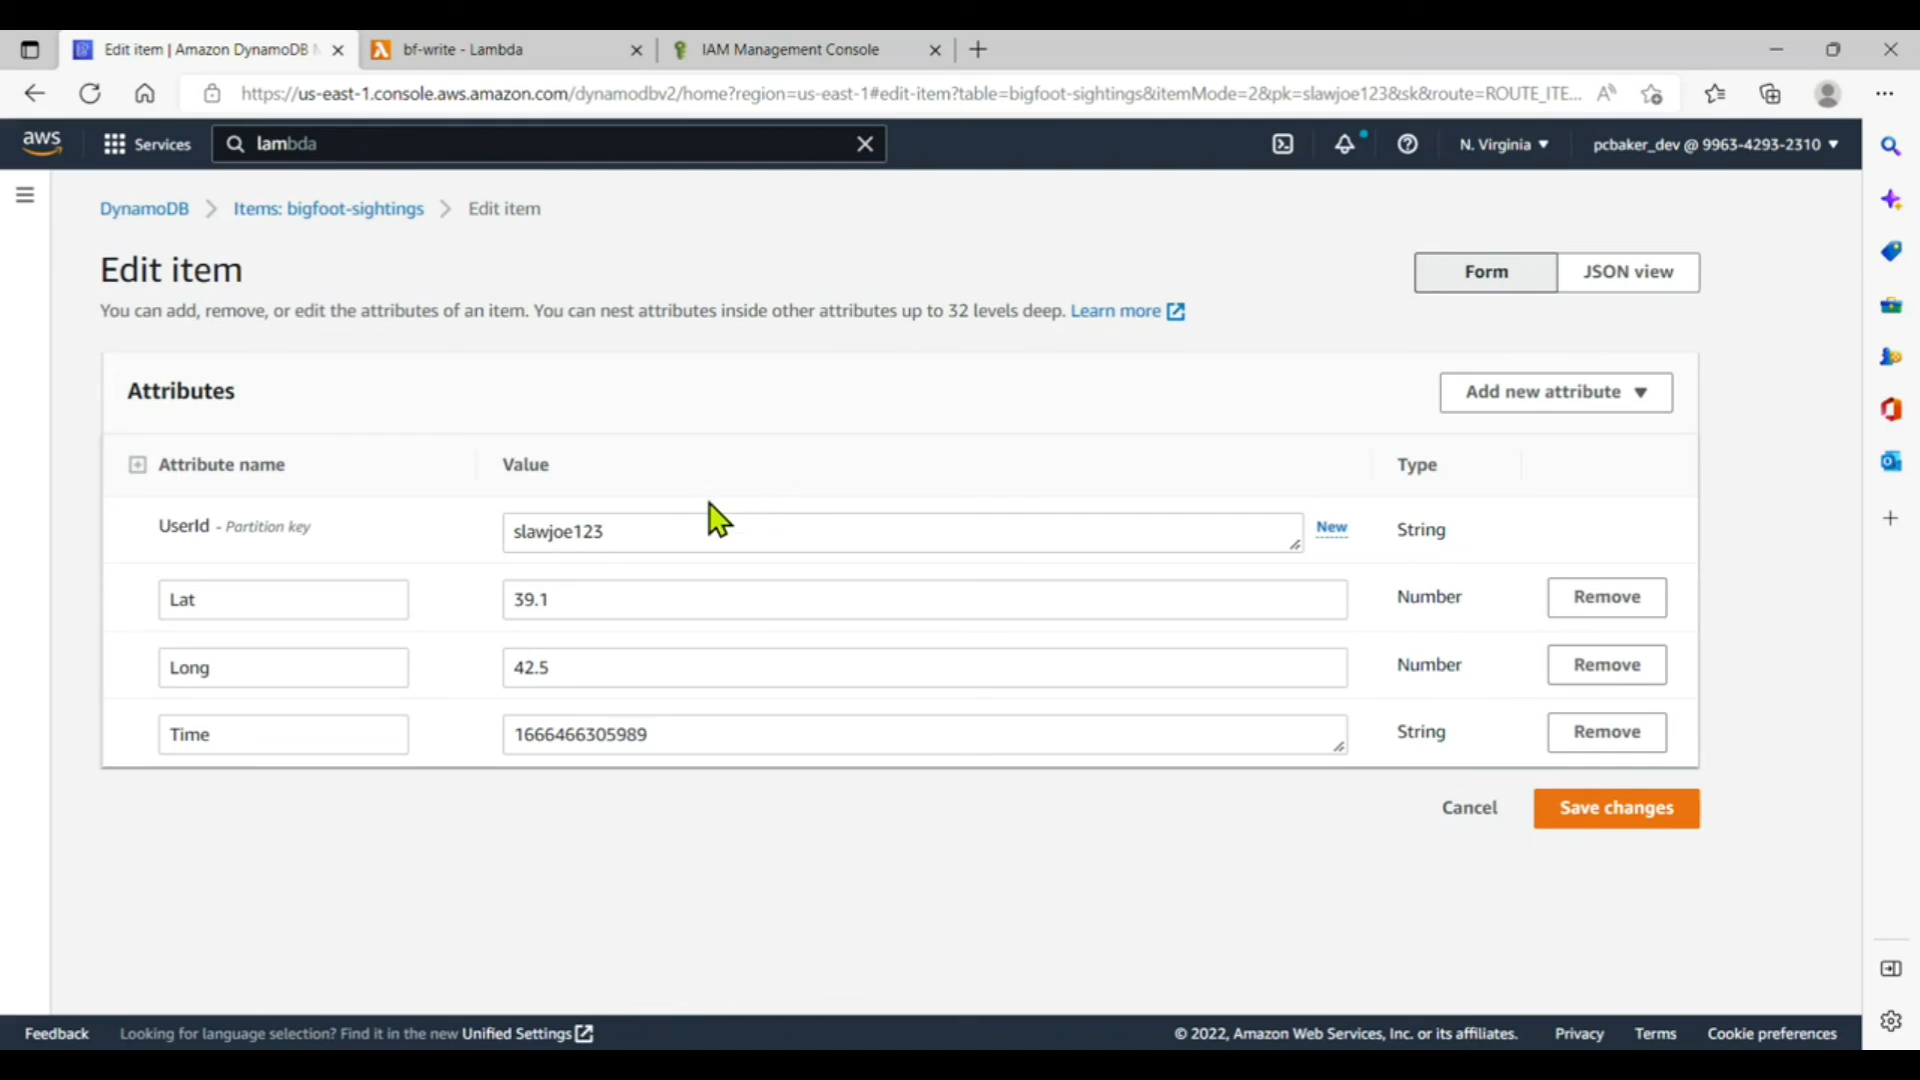 Edit item | Amazon DynamoDB
bf-write - Lambda
IAM Management Console
https://us-east-1.console.aws.amazon.com/dynamodbv2/home?region=us-east-1#edit-item?table=bigfoot-sightings&itemMode=2&pk=slawjoe123&sk&route=ROUTE_ITE...
aws
Services
lambda
N. Virginia
pcbaker_dev @ 9963-4293-2310
DynamoDB
Items: bigfoot-sightings
Edit item
Edit item
Form
JSON view
You can add, remove, or edit the attributes of an item. You can nest attributes inside other attributes up to 32 levels deep. Learn more
Attributes
Add new attribute
Attribute name
Value
Type
UserId - Partition key
slawjoe123
New
String
Lat
39.1
Number
Remove
Long
42.5
Number
Remove
Time
1666466305989
String
Remove
Cancel
Save changes
Feedback
Looking for language selection? Find it in the new Unified Settings
© 2022, Amazon Web Services, Inc. or its affiliates.
Privacy
Terms
Cookie preferences